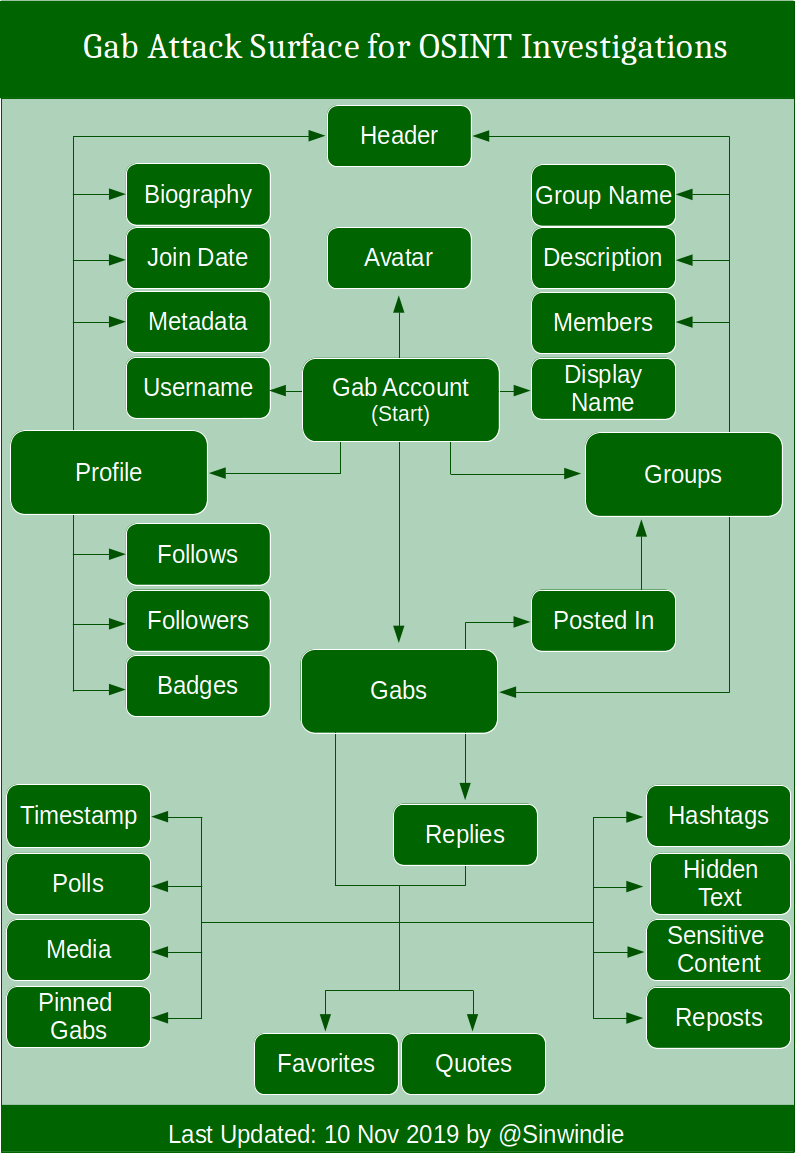 Gab Attack Surface for OSINT Investigations
Header
Biography
Group Name
Join Date
Avatar
Description
Metadata
Members
Username
Gab Account
(Start)
Display
Name
Profile
Groups
Follows
Followers
Posted In
Badges
Gabs
Timestamp
Replies
Hashtags
Polls
Hidden
Text
Media
Sensitive
Content
Pinned
Gabs
Reposts
Favorites
Quotes
Last Updated: 10 Nov 2019 by @Sinwindie